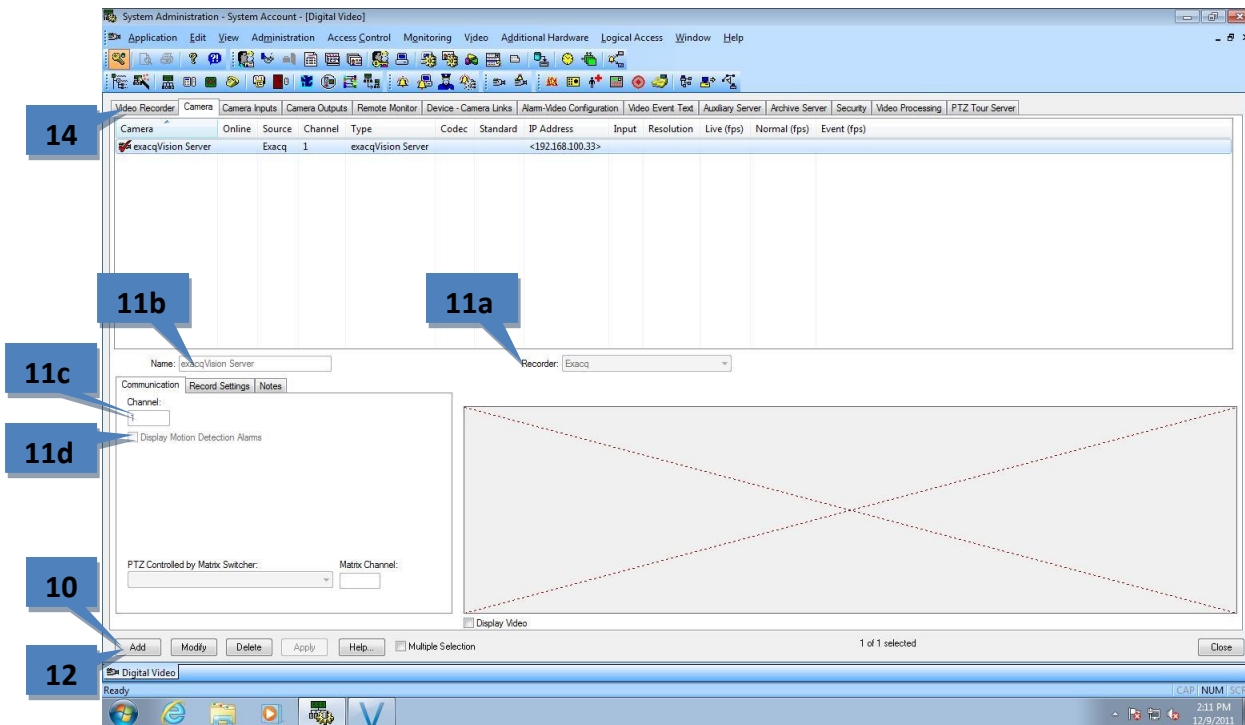 System Administration - System Account - [Digital Video]
Application Edit View Administration Access Control Monitoring Video Additional Hardware Logical Access Window Help
14
Video Recorder Camera Camera Inputs Camera Outputs Remote Monitor Device - Camera Links Alarm-Video Configuration Video Event Text Auxiliary Server Archive Server Security Video Processing PTZ Tour Server
Camera Online Source Channel Type Codec Standard IP Address Input Resolution Live (fps) Normal (fps) Event (fps)
exacqVision Server Exacq 1 exacqVision Server <192.168.100.33>
11b
11a
Name: exacqVision Server Recorder: Exacq
11c
Communication Record Settings Notes
Channel:
1
11d
Display Motion Detection Alarms
PTZ Controlled by Matrix Switcher: Matrix Channel:
10
Display Video
Add Modify Delete Apply Help... Multiple Selection 1 of 1 selected Close
12
Digital Video
Ready CAP NUM SCR
2:11 PM
12/9/2011